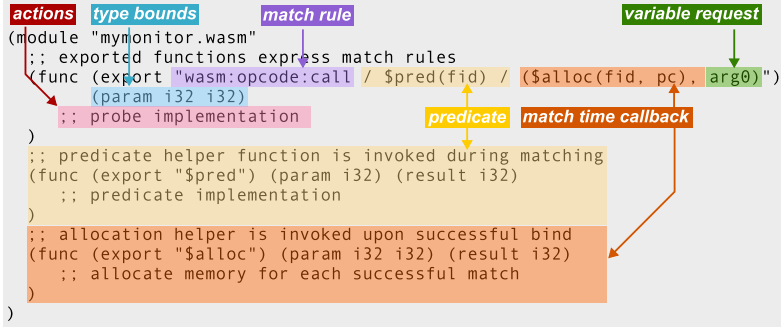 actions type bounds match rule variable request
(module "mymonitor.wasm"
;; exported functions express match rules
(func (export "wasm:opcode:call / $pred(fid) / ($alloc(fid, pc), arg0)")
(param i32 i32)
;; probe implementation
predicate match time callback
)
;; predicate helper function is invoked during matching
(func (export "$pred") (param i32) (result i32)
;; predicate implementation
)
;; allocation helper is invoked upon successful bind
(func (export "$alloc") (param i32 i32) (result i32)
;; allocate memory for each successful match
)
)